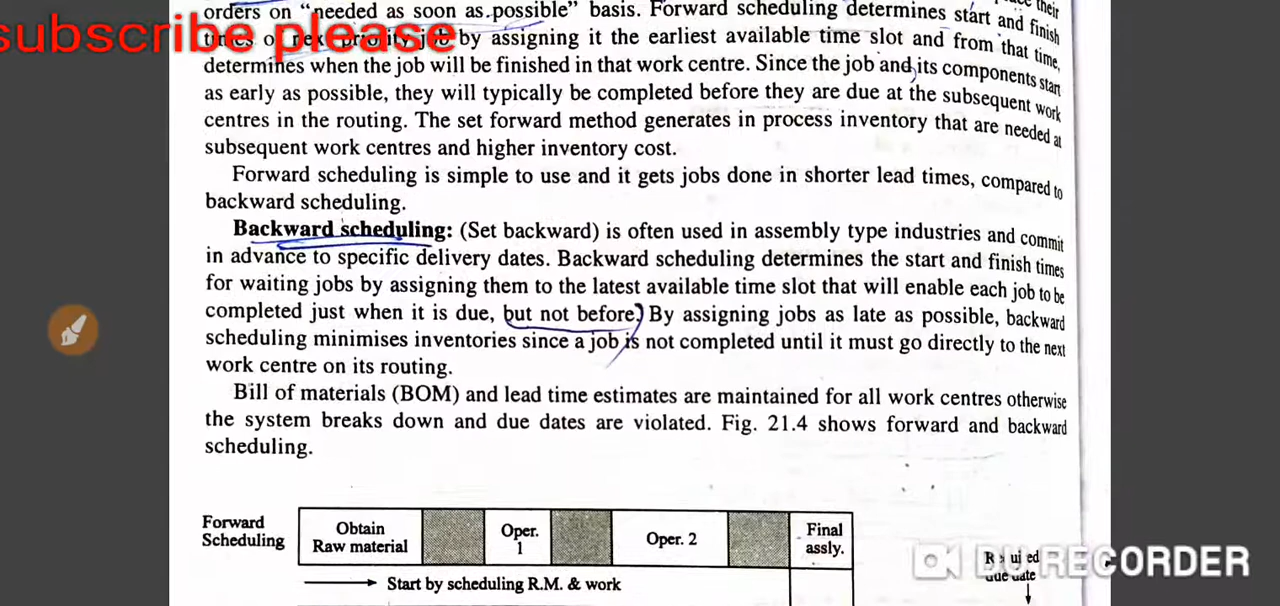 orders on “needed as soon as possible” basis. Forward scheduling determines start and finish
subscribe please
by assigning it the earliest available time slot and from that time,
determines when the job will be finished in that work centre. Since the job and its components start
as early as possible, they will typically be completed before they are due at the subsequent work
centres in the routing. The set forward method generates in process inventory that are needed at
subsequent work centres and higher inventory cost.
Forward scheduling is simple to use and it gets jobs done in shorter lead times, compared to
backward scheduling.
Backward scheduling: (Set backward) is often used in assembly type industries and commit
in advance to specific delivery dates. Backward scheduling determines the start and finish times
for waiting jobs by assigning them to the latest available time slot that will enable each job to be
completed just when it is due, but not before. By assigning jobs as late as possible, backward
scheduling minimises inventories since a job is not completed until it must go directly to the next
work centre on its routing.
Bill of materials (BOM) and lead time estimates are maintained for all work centres otherwise
the system breaks down and due dates are violated. Fig. 21.4 shows forward and backward
scheduling.
Forward
Scheduling
Obtain
Raw material
Oper.
1
Oper. 2
Final
assly.
Start by scheduling R.M. & work
due date
DU RECORDER